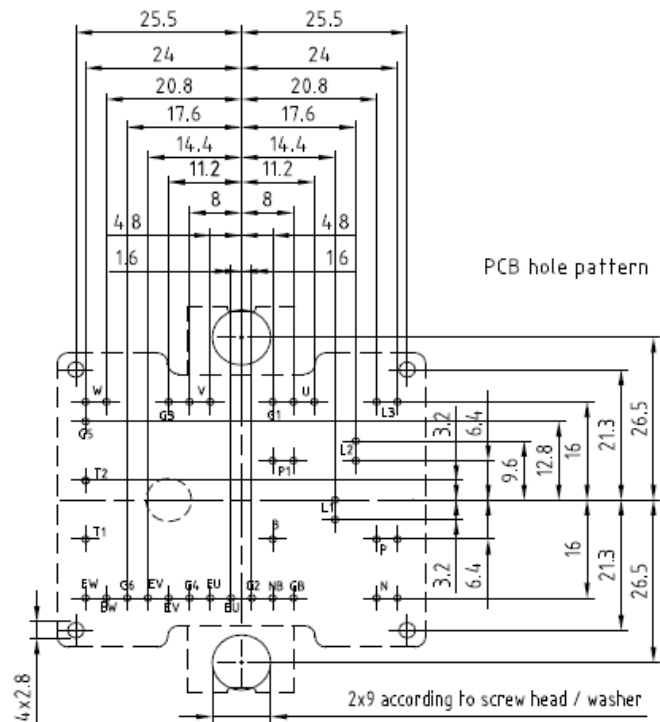 25.5 25.5
24 24
20.8 20.8
17.6 17.6
14.4 14.4
11.2 11.2
8 8
4.8 4.8
1.6 1.6
PCB hole pattern
W V U
G3 G1 L3
G5
L2
P1
T2
L1
T1 B P
EW G6 EV G4 EU G2 NB GB N
EV EU
3.2 6.4 9.6 12.8 16 21.3 26.5
3.2 6.4 16 21.3 26.5
4x2.8
2x9 according to screw head / washer